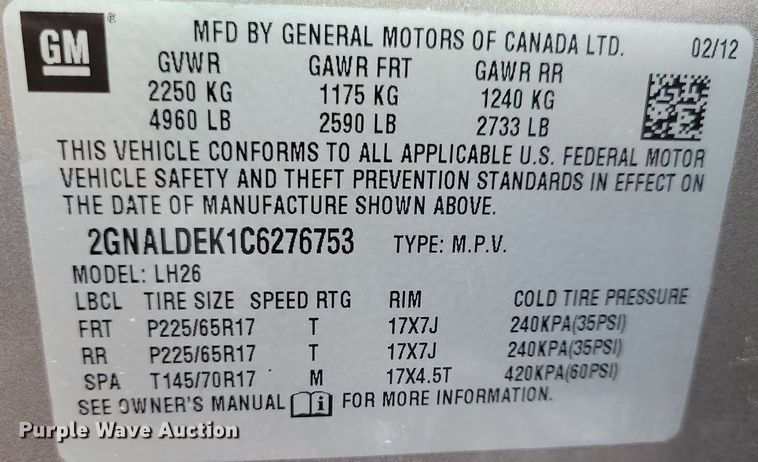 GM ®
MFD BY GENERAL MOTORS OF CANADA LTD. 02/12
GVWR GAWR FRT GAWR RR
2250 KG 1175 KG 1240 KG
4960 LB 2590 LB 2733 LB
THIS VEHICLE CONFORMS TO ALL APPLICABLE U.S. FEDERAL MOTOR
VEHICLE SAFETY AND THEFT PREVENTION STANDARDS IN EFFECT ON
THE DATE OF MANUFACTURE SHOWN ABOVE.
2GNALDEK1C6276753 TYPE: M.P.V.
MODEL: LH26
LBCL TIRE SIZE SPEED RTG RIM COLD TIRE PRESSURE
FRT P225/65R17 T 17X7J 240KPA(35PSI)
RR P225/65R17 T 17X7J 240KPA(35PSI)
SPA T145/70R17 M 17X4.5T 420KPA(60PSI)
SEE OWNER'S MANUAL i FOR MORE INFORMATION.
Purple Wave Auction